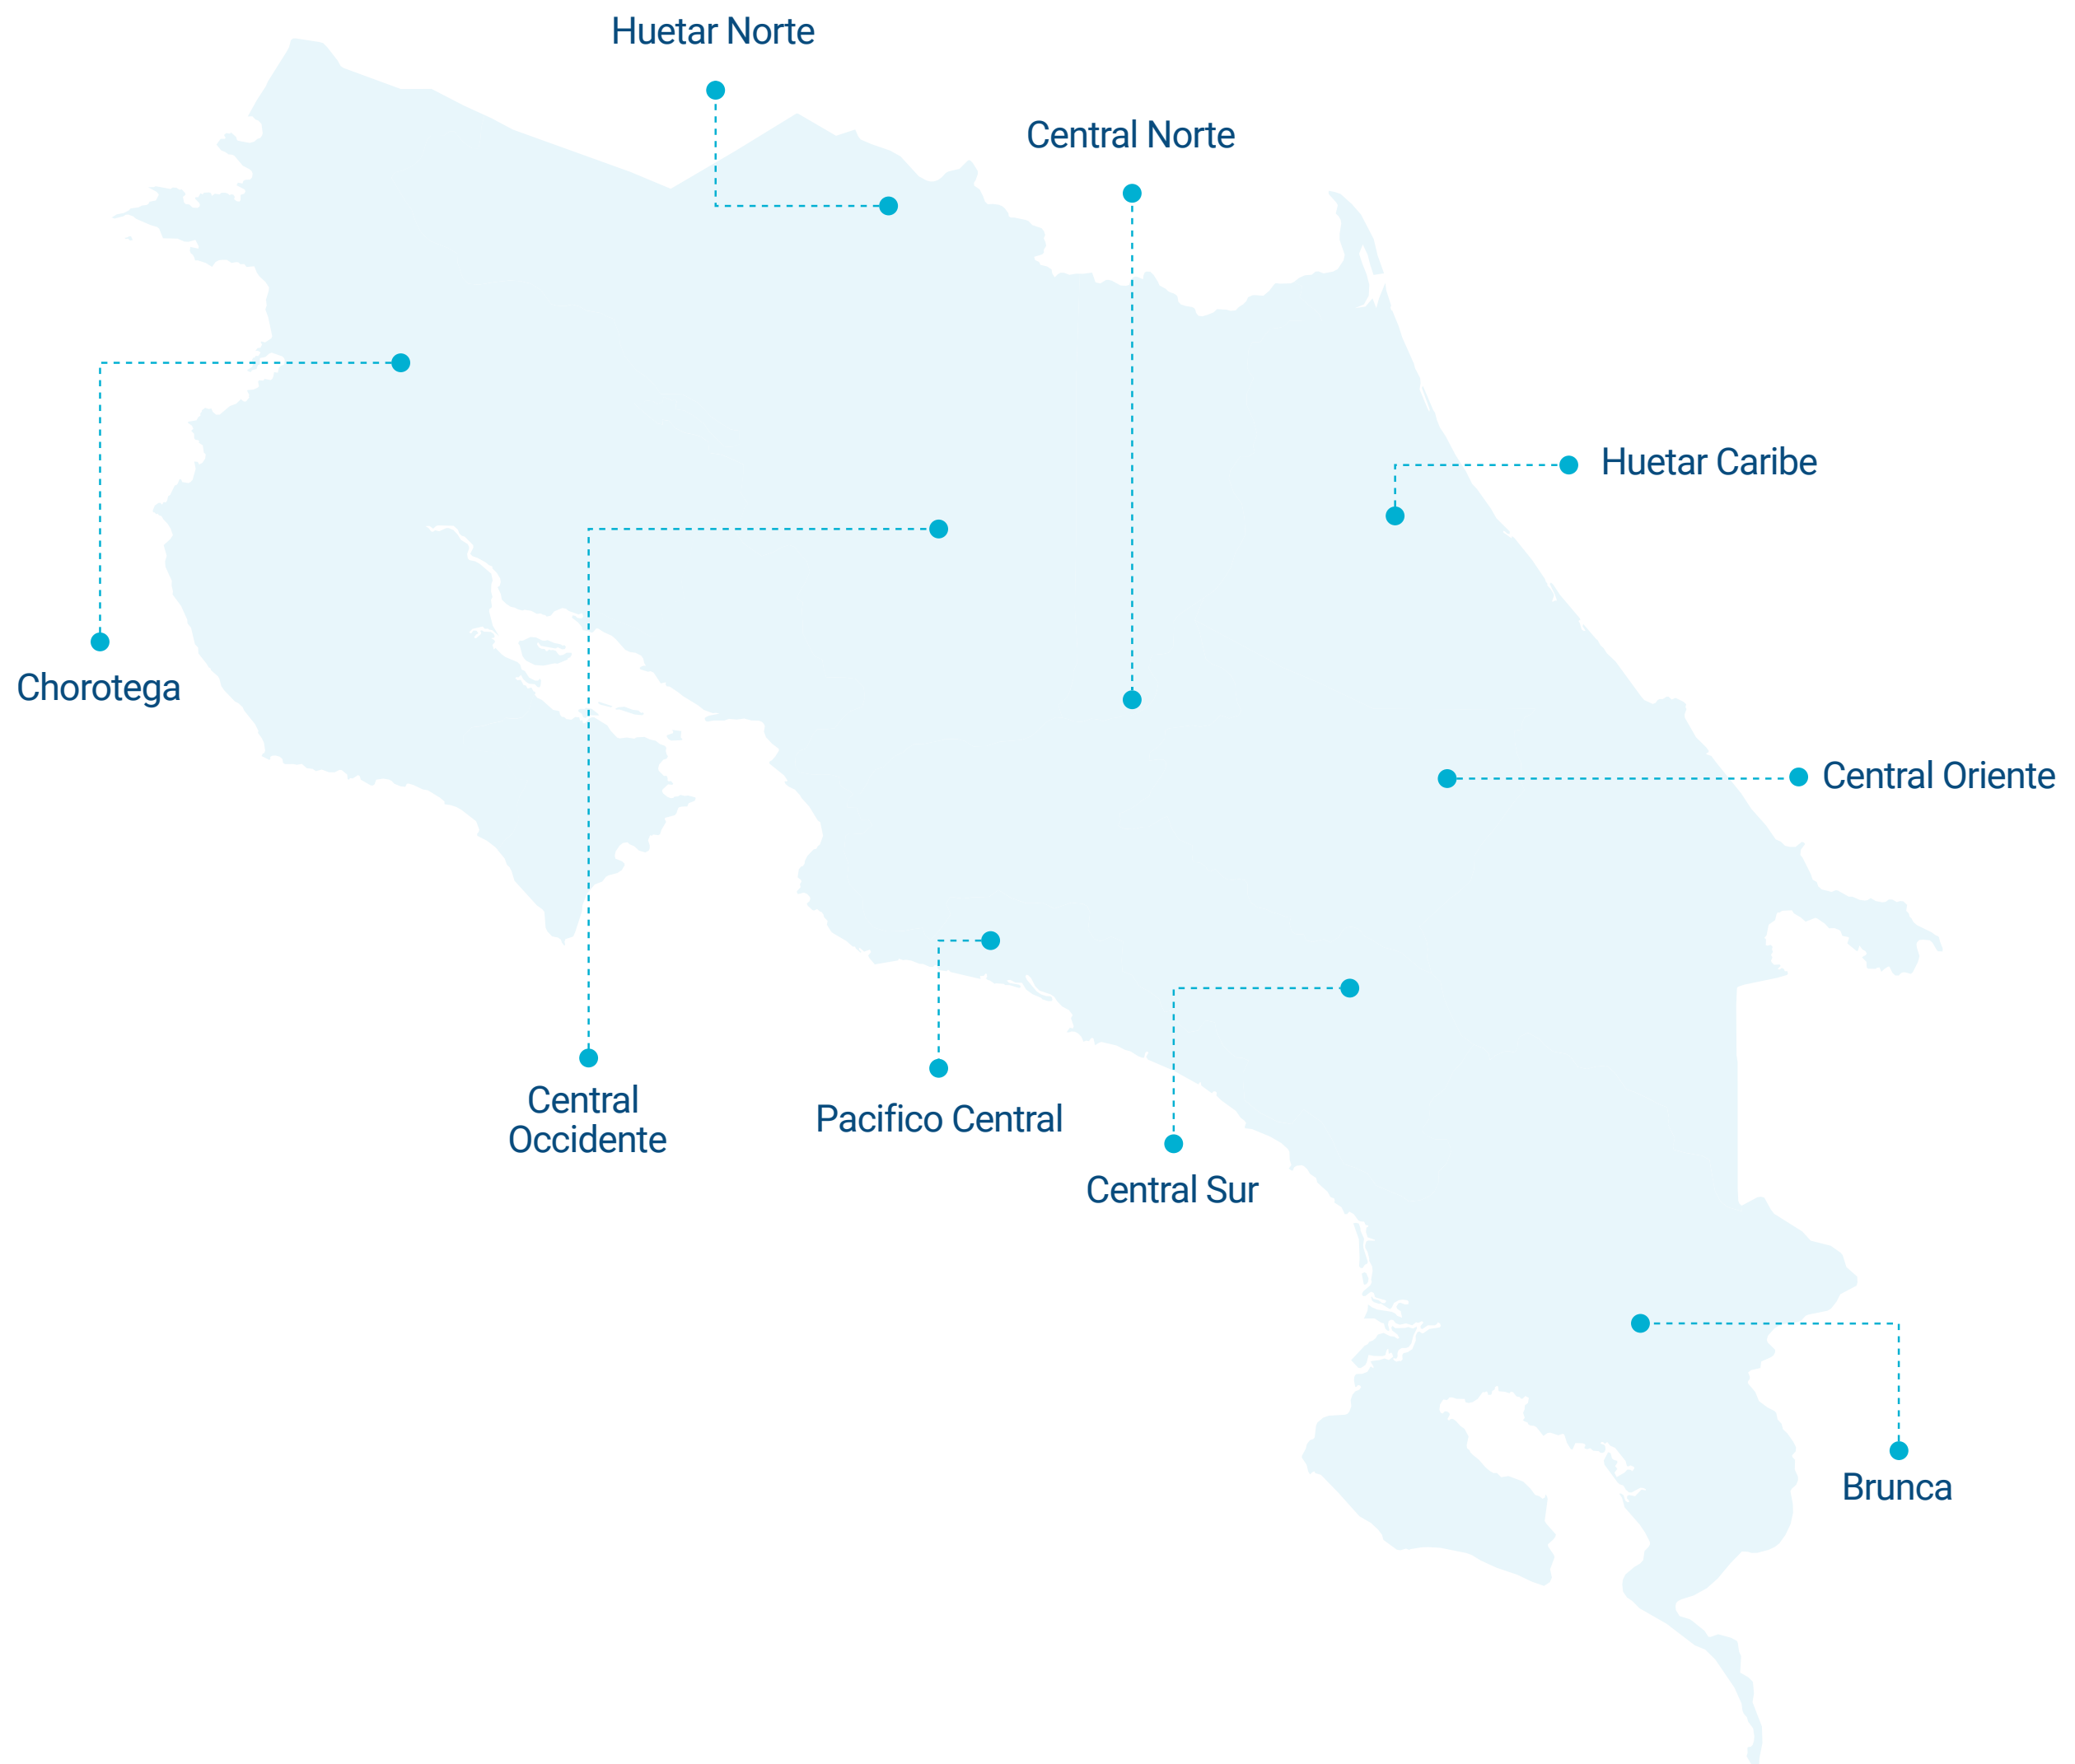 Huetar Norte
Central Norte
Huetar Caribe
Chorotega
Central Oriente
Central
Occidente
Pacifico Central
Central Sur
Brunca